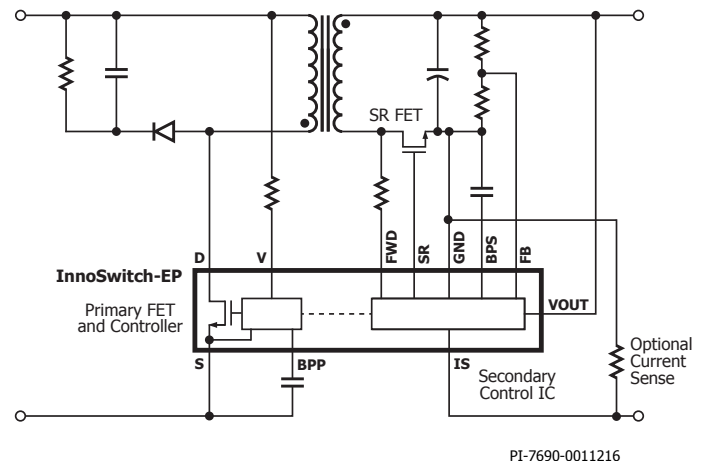 SR FET
D
V
FWD
SR
GND
BPS
FB
InnoSwitch-EP
VOUT
Primary FET
and Controller
S
BPP
IS
Secondary
Control IC
Optional
Current
Sense
PI-7690-0011216